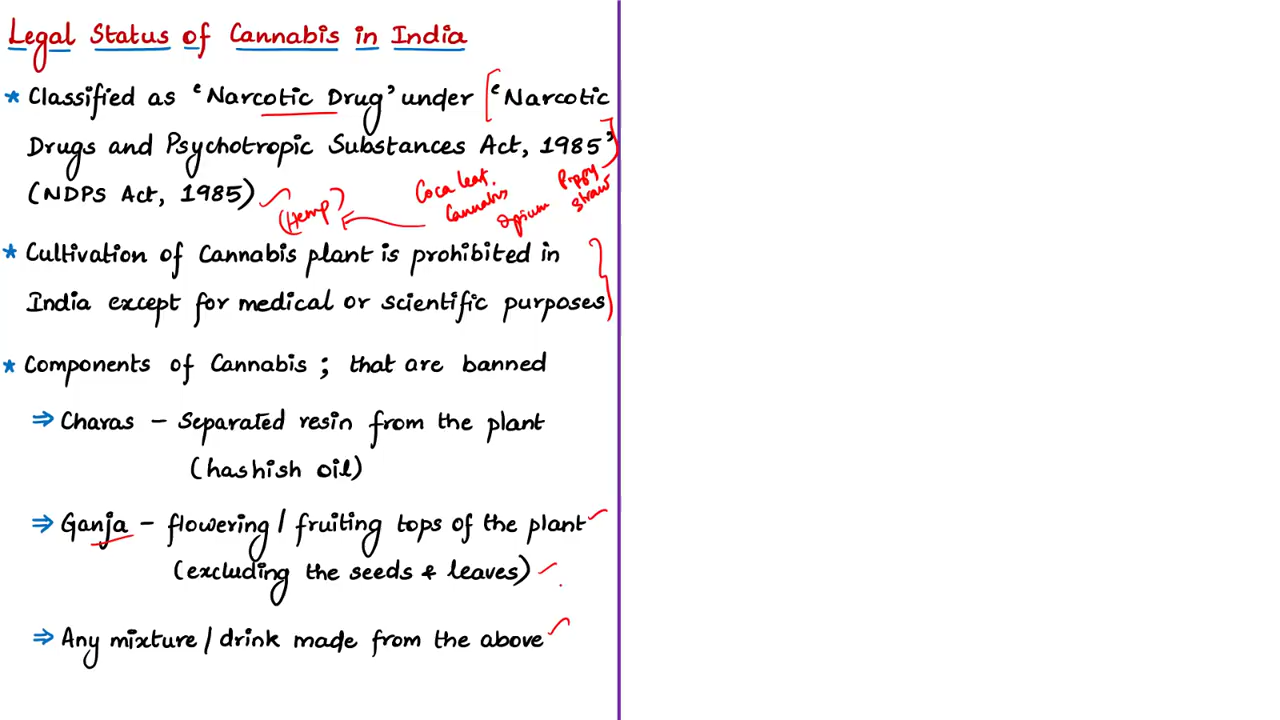 Legal Status of Cannabis in India
* Classified as ‘Narcotic Drug’ under [‘Narcotic
Drugs and Psychotropic Substances Act, 1985’]
(NDPS Act, 1985)
(Hemp)
Coca leaf,
Cannabis
Opium
Poppy
straw
* Cultivation of Cannabis plant is prohibited in
India except for medical or scientific purposes
* Components of Cannabis ; that are banned
⇒ Charas – Separated resin from the plant
(hashish oil)
⇒ Ganja – flowering / fruiting tops of the plant
(excluding the seeds & leaves)
⇒ Any mixture / drink made from the above